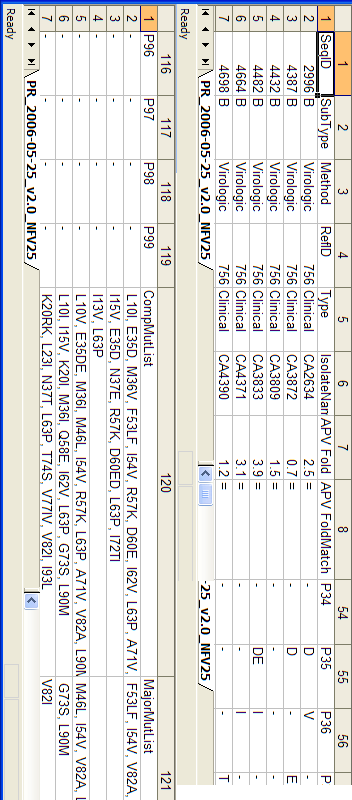 1 2 3 4 5 6 7 8 54 55 56
1 SeqID SubType Method RefID Type IsolateNam APV Fold APV FoldMatch P34 P35 P36 P
2 2996 B Virologic 756 Clinical CA2634 2.5 = - D V
3 4387 B Virologic 756 Clinical CA3872 0.7 = - D - E
4 4432 B Virologic 756 Clinical CA3809 1.5 = - - -
5 4482 B Virologic 756 Clinical CA3833 3.9 = - DE I
6 4664 B Virologic 756 Clinical CA4371 3.1 = - - I
7 4698 B Virologic 756 Clinical CA4390 1.2 = - - - T
PR_2006-05-25_v2.0_NFV25 -25_v2.0_NFV25
Ready
116 117 118 119 120 121
1 P96 P97 P98 P99 CompMutList MajorMutList
2 - - - - L10I, E35D, M36V, F53LF, I54V, R57K, D60E, I62V, L63P, A71V, F53LF, I54V, V82A,
3 - - - - I15V, E35D, N37E, R57K, D60ED, L63P, I72TI
4 - - - - I13V, L63P
5 - - - - L10V, E35DE, M36I, M46L, I54V, R57K, L63P, A71V, V82A, L90M M46L, I54V, V82A, L
6 - - - - L10I, I15V, K20I, M36I, Q58E, I62V, L63P, G73S, L90M G73S, L90M
7 - - - - K20RK, L23I, N37T, L63P, T74S, V77IV, V82I, I93L V82I
PR_2006-05-25_v2.0_NFV25
Ready